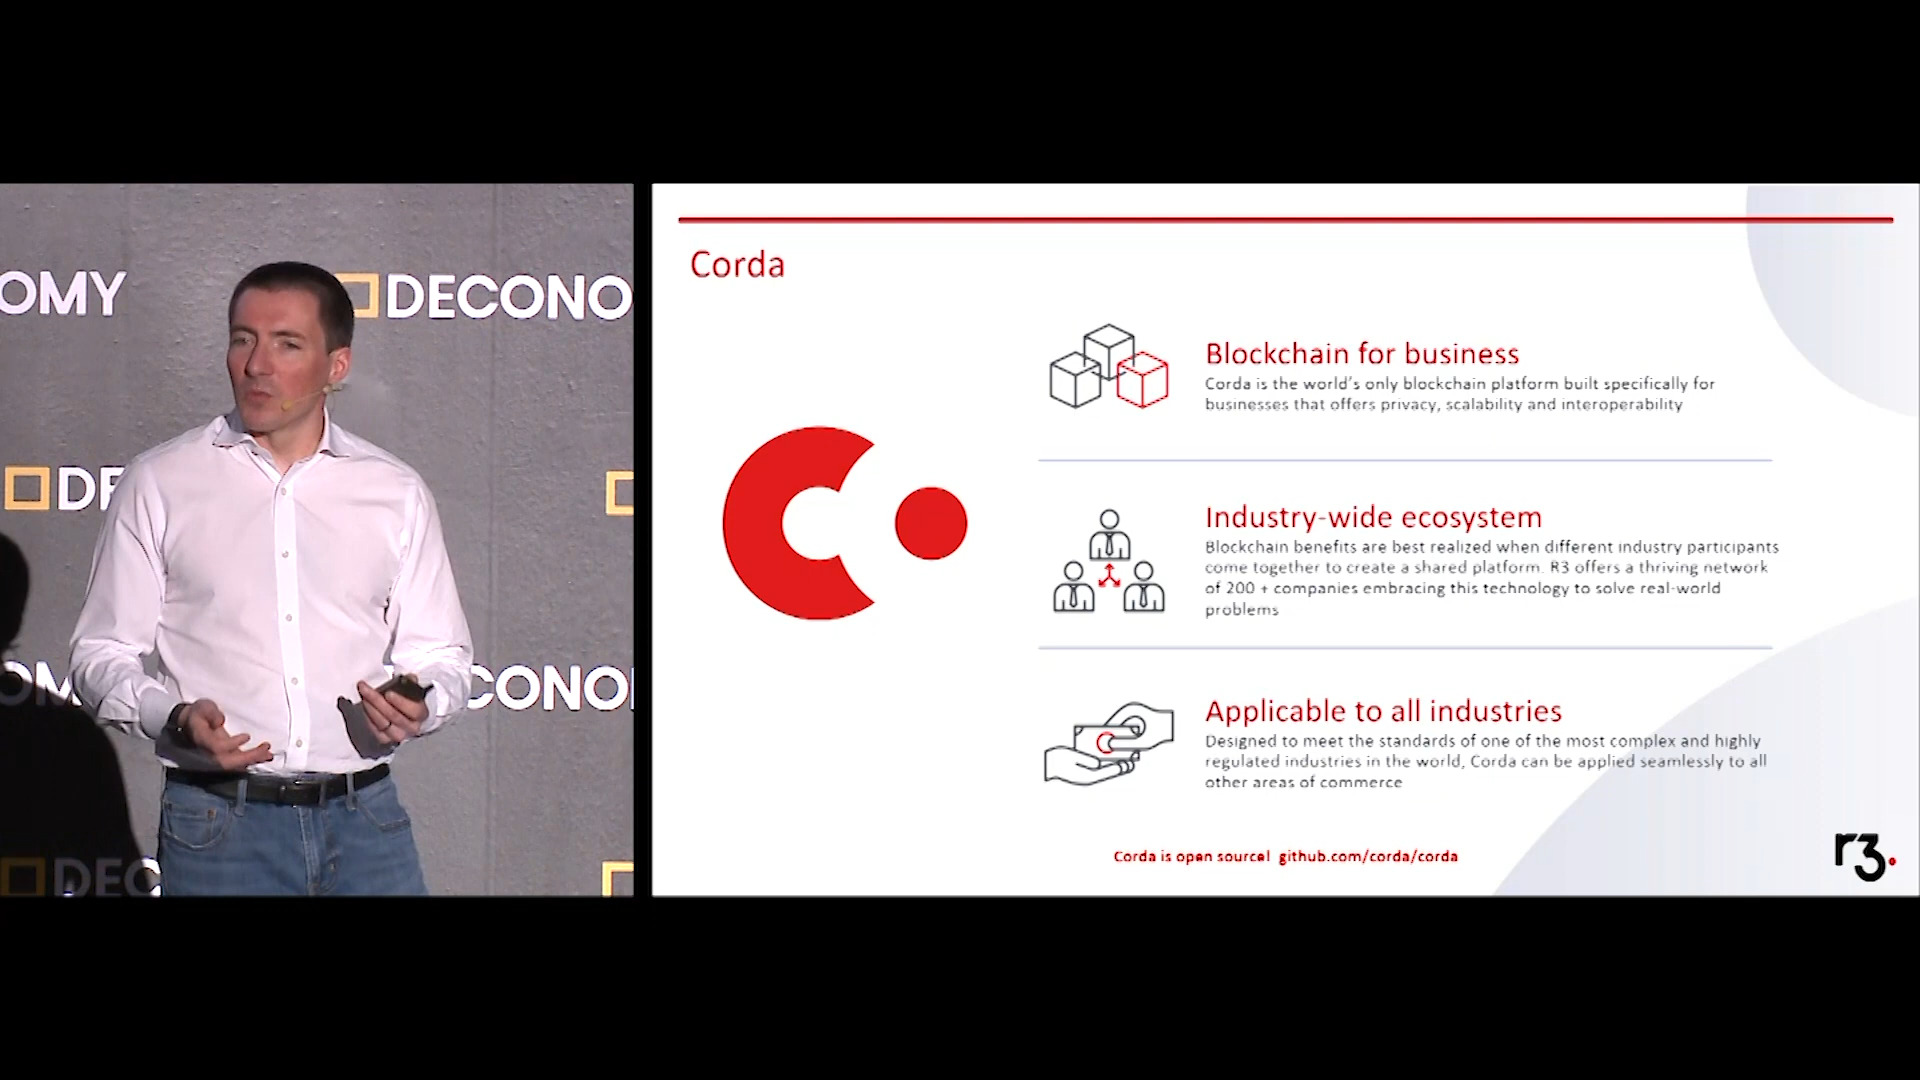 OMY
DECONO
DE
OM
CONO
DEC
Corda
Blockchain for business
Corda is the world's only blockchain platform built specifically for
businesses that offers privacy, scalability and interoperability
Industry-wide ecosystem
Blockchain benefits are best realized when different industry participants
come together to create a shared platform. R3 offers a thriving network
of 200 + companies embracing this technology to solve real-world
problems
Applicable to all industries
Designed to meet the standards of one of the most complex and highly
regulated industries in the world, Corda can be applied seamlessly to all
other areas of commerce
Corda is open source! github.com/corda/corda
r3.